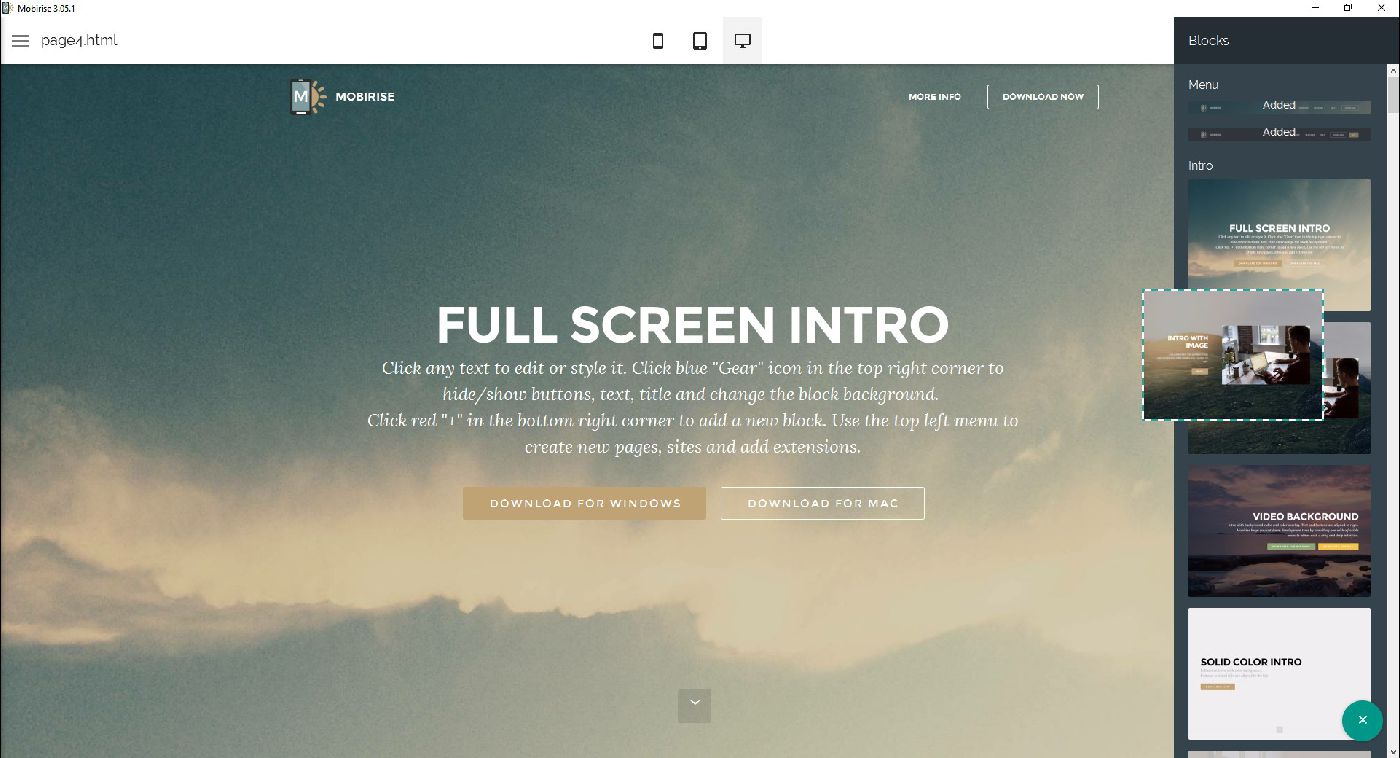 Mobirise 3.05.1
page4.html
Blocks
M MOBIRISE
MORE INFO
DOWNLOAD NOW
FULL SCREEN INTRO
Click any text to edit or style it. Click blue "Gear" icon in the top right corner to
hide/show buttons, text, title and change the block background.
Click red "+" in the bottom right corner to add a new block. Use the top left menu to
create new pages, sites and add extensions.
DOWNLOAD FOR WINDOWS
DOWNLOAD FOR MAC
Menu
Added
Added
Intro
FULL SCREEN INTRO
INTRO WITH
IMAGE
VIDEO BACKGROUND
SOLID COLOR INTRO